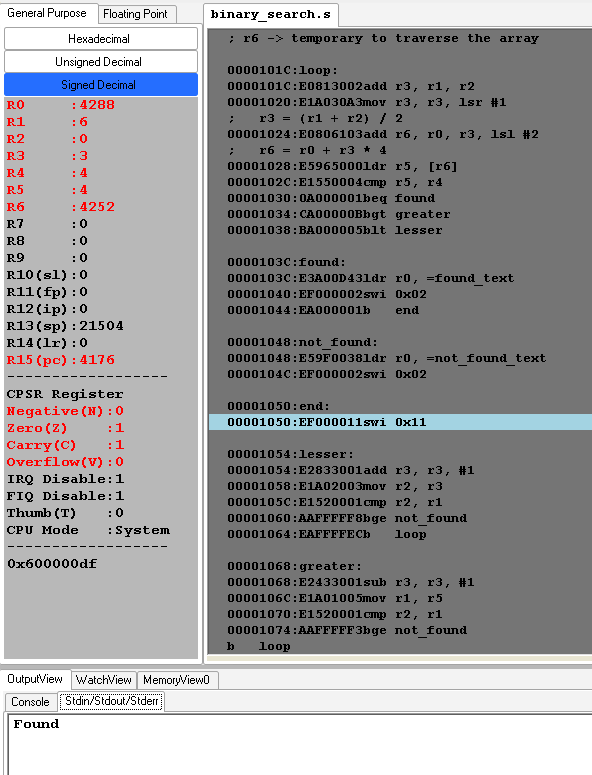 General Purpose Floating Point
Hexadecimal
Unsigned Decimal
Signed Decimal
R0 :4288
R1 :6
R2 :0
R3 :3
R4 :4
R5 :4
R6 :4252
R7 :0
R8 :0
R9 :0
R10(sl):0
R11(fp):0
R12(ip):0
R13(sp):21504
R14(lr):0
R15(pc):4176
------------------
CPSR Register
Negative(N):0
Zero(Z) :1
Carry(C) :1
Overflow(V):0
IRQ Disable:1
FIQ Disable:1
Thumb(T) :0
CPU Mode :System
------------------
0x600000df
binary_search.s
; r6 -> temporary to traverse the array
0000101C:loop:
0000101C:E0813002add r3, r1, r2
00001020:E1A030A3mov r3, r3, lsr #1
; r3 = (r1 + r2) / 2
00001024:E0806103add r6, r0, r3, lsl #2
; r6 = r0 + r3 * 4
00001028:E5965000ldr r5, [r6]
0000102C:E1550004cmp r5, r4
00001030:0A000001beq found
00001034:CA00000Bbgt greater
00001038:BA000005blt lesser
0000103C:found:
0000103C:E3A00D43ldr r0, =found_text
00001040:EF000002swi 0x02
00001044:EA000001b end
00001048:not_found:
00001048:E59F0038ldr r0, =not_found_text
0000104C:EF000002swi 0x02
00001050:end:
00001050:EF000011swi 0x11
00001054:lesser:
00001054:E2833001add r3, r3, #1
00001058:E1A02003mov r2, r3
0000105C:E1520001cmp r2, r1
00001060:AAFFFFF8bge not_found
00001064:EAFFFFECb loop
00001068:greater:
00001068:E2433001sub r3, r3, #1
0000106C:E1A01005mov r1, r5
00001070:E1520001cmp r2, r1
00001074:AAFFFFF3bge not_found
b loop
OutputView WatchView MemoryView0
Console Stdin/Stdout/Stderr
Found